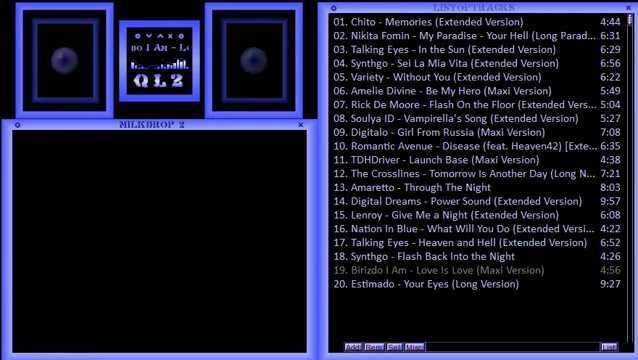 LIST OF TRACKS
BO I AM - LO
QL2
MILKDROP 2
01. Chito - Memories (Extended Version) 4:44
02. Nikita Fomin - My Paradise - Your Hell (Long Parad... 6:31
03. Talking Eyes - In the Sun (Extended Version) 6:29
04. Synthgo - Sei La Mia Vita (Extended Version) 6:56
05. Variety - Without You (Extended Version) 6:22
06. Amelie Divine - Be My Hero (Maxi Version) 5:49
07. Rick De Moore - Flash On the Floor (Extended Vers... 5:04
08. Soulya ID - Vampirella's Song (Extended Version) 5:27
09. Digitalo - Girl From Russia (Maxi Version) 7:08
10. Romantic Avenue - Disease (feat. Heaven42) [Exte... 6:35
11. TDHDriver - Launch Base (Maxi Version) 4:38
12. The Crosslines - Tomorrow Is Another Day (Long N... 7:21
13. Amaretto - Through The Night 8:03
14. Digital Dreams - Power Sound (Extended Version) 9:57
15. Lenroy - Give Me a Night (Extended Version) 6:08
16. Nation In Blue - What Will You Do (Extended Versi... 4:22
17. Talking Eyes - Heaven and Hell (Extended Version) 6:52
18. Synthgo - Flash Back Into the Night 4:26
19. Birizdo I Am - Love Is Love (Maxi Version) 4:56
20. Estimado - Your Eyes (Long Version) 9:27
Add Rem Sel Misc List